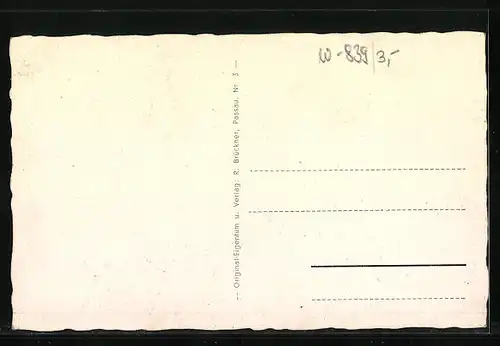 W-839/3,-
— Original-Eigentum u. Verlag: R. Brückner, Passau. Nr 3 —